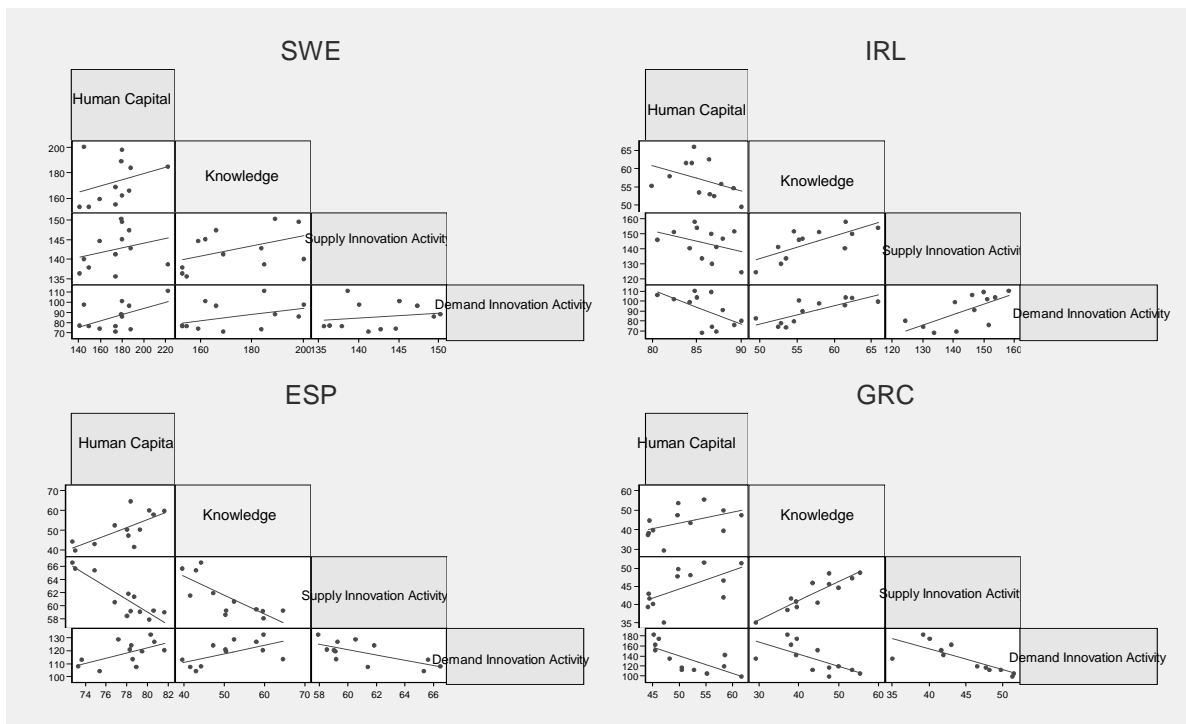 SWE
Human Capital
200
180
160
Knowledge
150
145
140
135
Supply Innovation Activity
110
100
90
80
70
Demand Innovation Activity
140 160 180 200 220
160 180 200
135 140 145 150
IRL
Human Capital
65
60
55
50
Knowledge
160
150
140
130
120
Supply Innovation Activit
110
100
90
80
70
Demand Innovation Activity
80 85 90
50 55 60 65
120 130 140 150 160
ESP
Human Capita
70
60
50
40
Knowledge
66
64
62
60
58
Supply Innovation Activity
130
120
110
100
Demand Innovation Activity
74 76 78 80 82
40 50 60 70
58 60 62 64 66
GRC
Human Capital
60
50
40
30
Knowledge
50
45
40
35
Supply Innovation Activity
180
160
140
120
100
Demand Innovation Activity
45 50 55 60
30 40 50 60
35 40 45 50